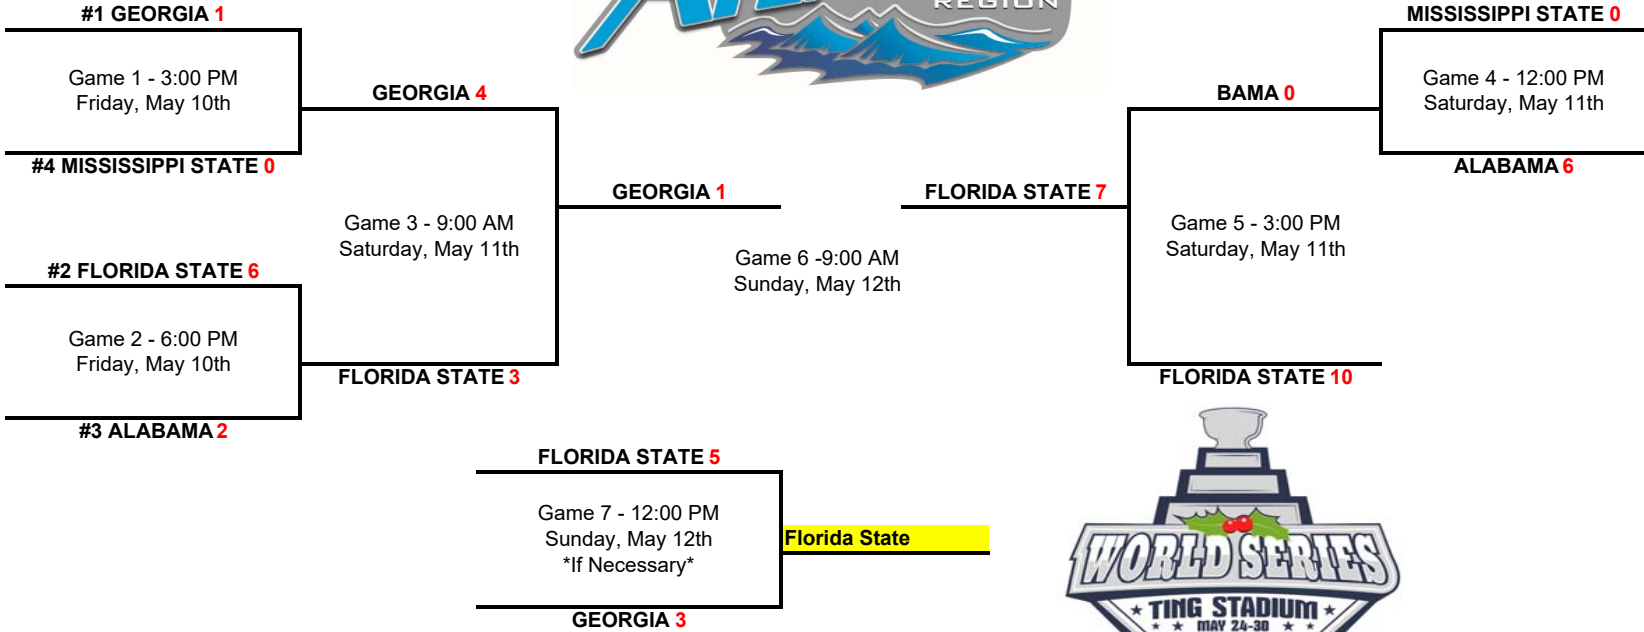 #1 GEORGIA 1
Game 1 - 3:00 PM
Friday, May 10th
#4 MISSISSIPPI STATE 0
#2 FLORIDA STATE 6
Game 2 - 6:00 PM
Friday, May 10th
#3 ALABAMA 2
GEORGIA 4
Game 3 - 9:00 AM
Saturday, May 11th
FLORIDA STATE 3
REGION
GEORGIA 1
FLORIDA STATE 7
Game 6 -9:00 AM
Sunday, May 12th
MISSISSIPPI STATE 0
Game 4 - 12:00 PM
Saturday, May 11th
ALABAMA 6
BAMA 0
Game 5 - 3:00 PM
Saturday, May 11th
FLORIDA STATE 10
FLORIDA STATE 5
Game 7 - 12:00 PM
Sunday, May 12th
*If Necessary*
GEORGIA 3
Florida State
WORLD SERIES
TING STADIUM
MAY 24-30